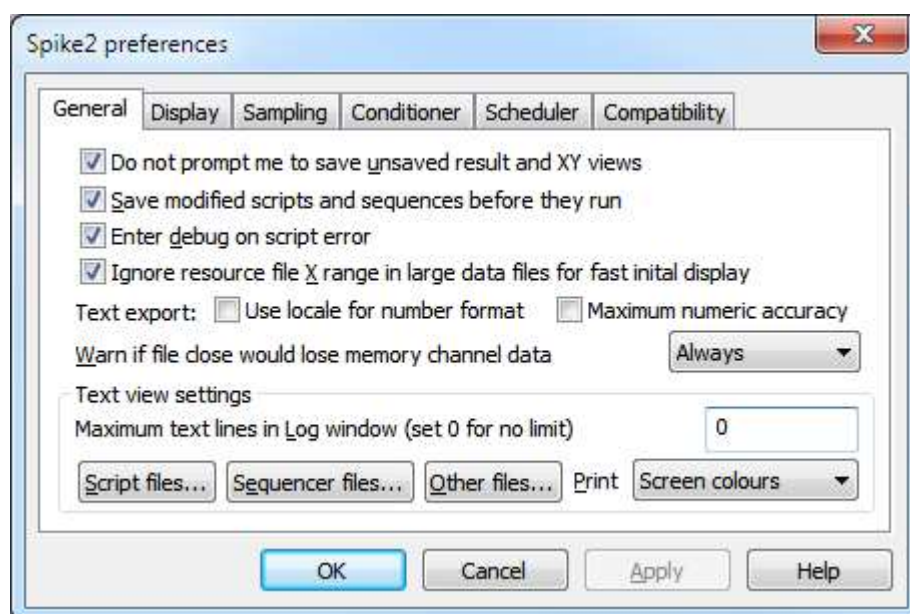 Spike2 preferences
General Display Sampling Conditioner Scheduler Compatibility
Do not prompt me to save unsaved result and XY views
Save modified scripts and sequences before they run
Enter debug on script error
Ignore resource file X range in large data files for fast inital display
Text export: Use locale for number format Maximum numeric accuracy
Warn if file close would lose memory channel data Always
Text view settings
Maximum text lines in Log window (set 0 for no limit) 0
Script files... Sequencer files... Other files... Print Screen colours
OK Cancel Apply Help